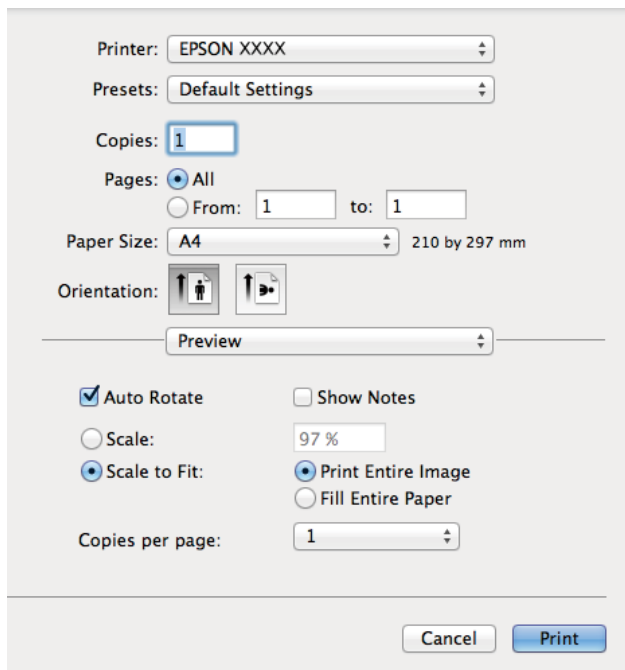 Printer: EPSON XXXX
Presets: Default Settings
Copies: 1
Pages: All
From: 1 to: 1
Paper Size: A4 210 by 297 mm
Orientation:
Preview
Auto Rotate Show Notes
Scale: 97 %
Scale to Fit: Print Entire Image
Fill Entire Paper
Copies per page: 1
Cancel Print